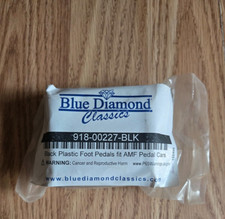 Blue Diamond
Classics
918-00227-BLK
Black Plastic Foot Pedals fit AMF Pedal Cars
WARNING: Cancer and Reproductive Harm
www.bluediamondclassics.com